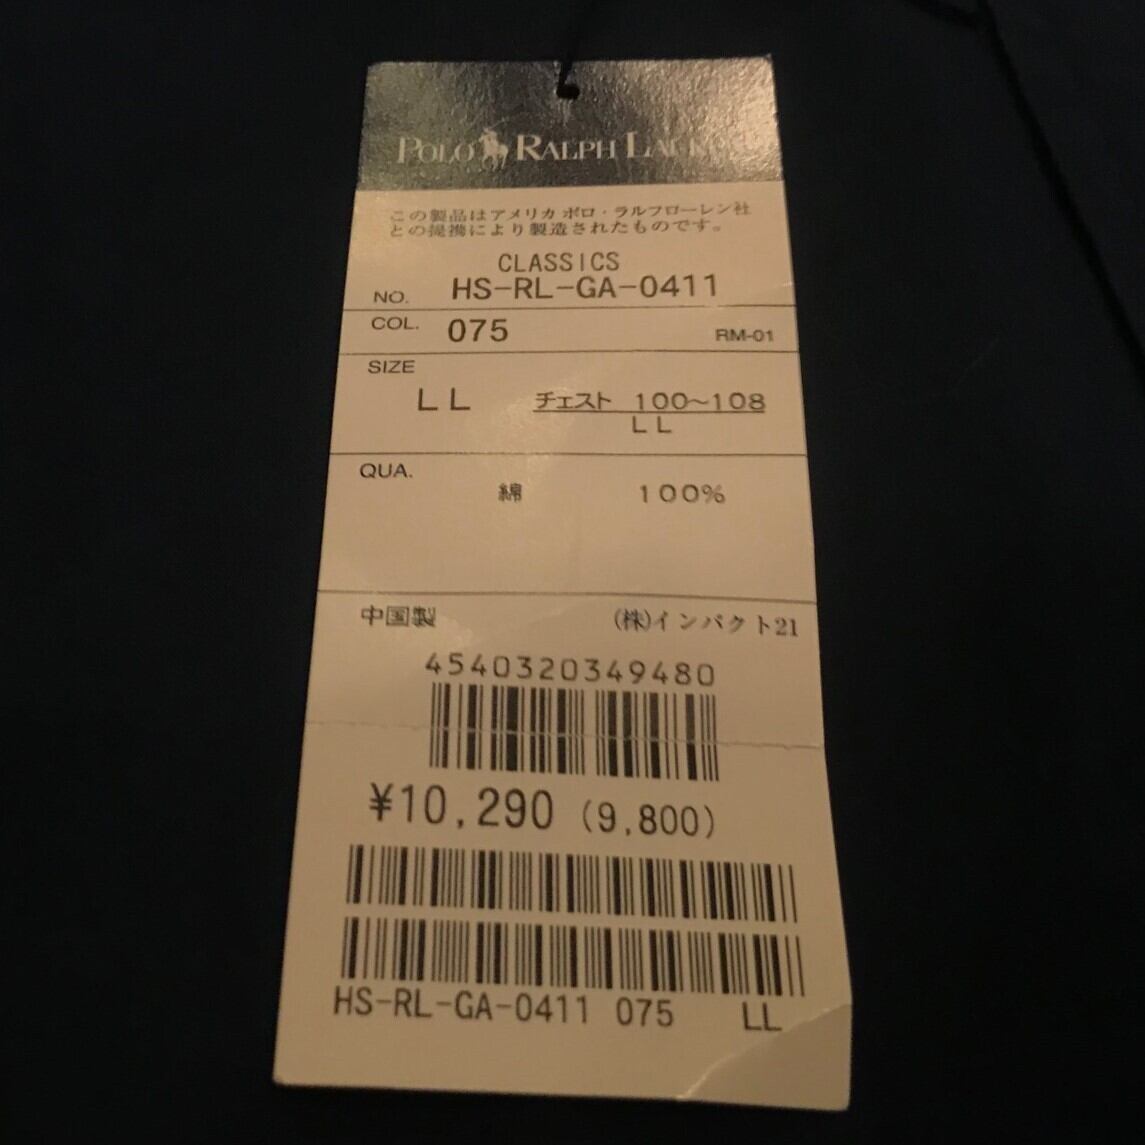 POLO RALPH LAUREN
この製品はアメリカ ポロ・ラルフローレン社
との提携により製造されたものです。
CLASSICS
NO. HS-RL-GA-0411
COL. 075 RM-01
SIZE
LL チェスト 100~108
LL
QUA.
綿 100%
中国製 (株)インパクト21
4540320349480
¥10,290 (9,800)
HS-RL-GA-0411 075 LL